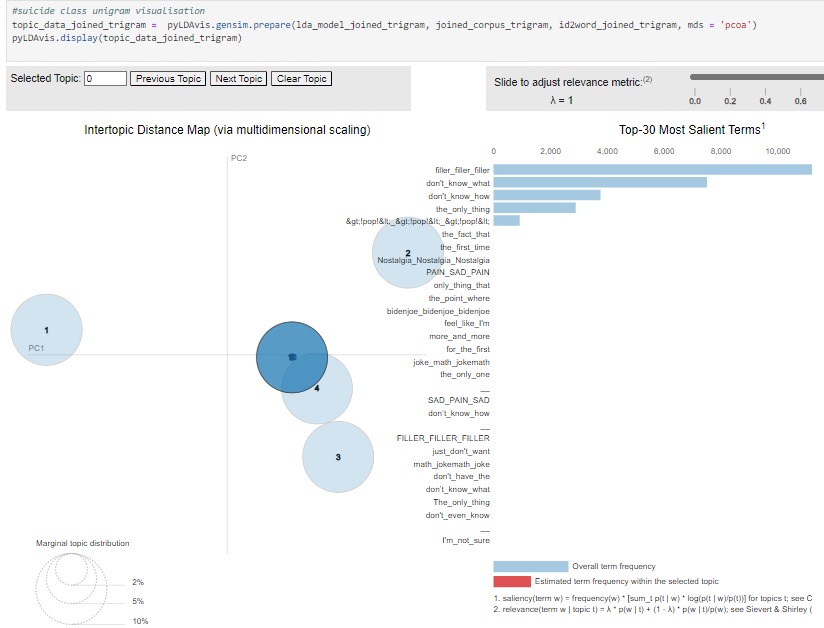 #suicide class unigram visualisation
topic_data_joined_trigram = pyLDAvis.gensim.prepare(lda_model_joined_trigram, joined_corpus_trigram, id2word_joined_trigram, mds = 'pcoa')
pyLDAvis.display(topic_data_joined_trigram)
Selected Topic: 0 Previous Topic Next Topic Clear Topic
Slide to adjust relevance metric:(2)
λ = 1
0.0 0.2 0.4 0.6
Intertopic Distance Map (via multidimensional scaling)
PC2
PC1
1
2
4
3
Marginal topic distribution
2%
5%
10%
Top-30 Most Salient Terms1
0 2,000 4,000 6,000 8,000 10,000
filler_filler_filler
don't_know_what
don't_know_how
the_only_thing
&gt;!pop!&lt;_&gt;!pop!&lt;_&gt;!pop!&lt;
the_fact_that
the_first_time
Nostalgia_Nostalgia_Nostalgia
PAIN_SAD_PAIN
only_thing_that
the_point_where
bidenjoe_bidenjoe_bidenjoe
feel_like_I'm
more_and_more
for_the_first
joke_math_jokemath
the_only_one
__
SAD_PAIN_SAD
don't_know_how
__
FILLER_FILLER_FILLER
just_don't_want
math_jokemath_joke
don't_have_the
don't_know_what
The_only_thing
don't_even_know
__
I'm_not_sure
Overall term frequency
Estimated term frequency within the selected topic
1. saliency(term w) = frequency(w) * [sum_t p(t | w) * log(p(t | w)/p(t))] for topics t; see C
2. relevance(term w | topic t) = λ * p(w | t) + (1 - λ) * p(w | t)/p(w); see Sievert & Shirley (